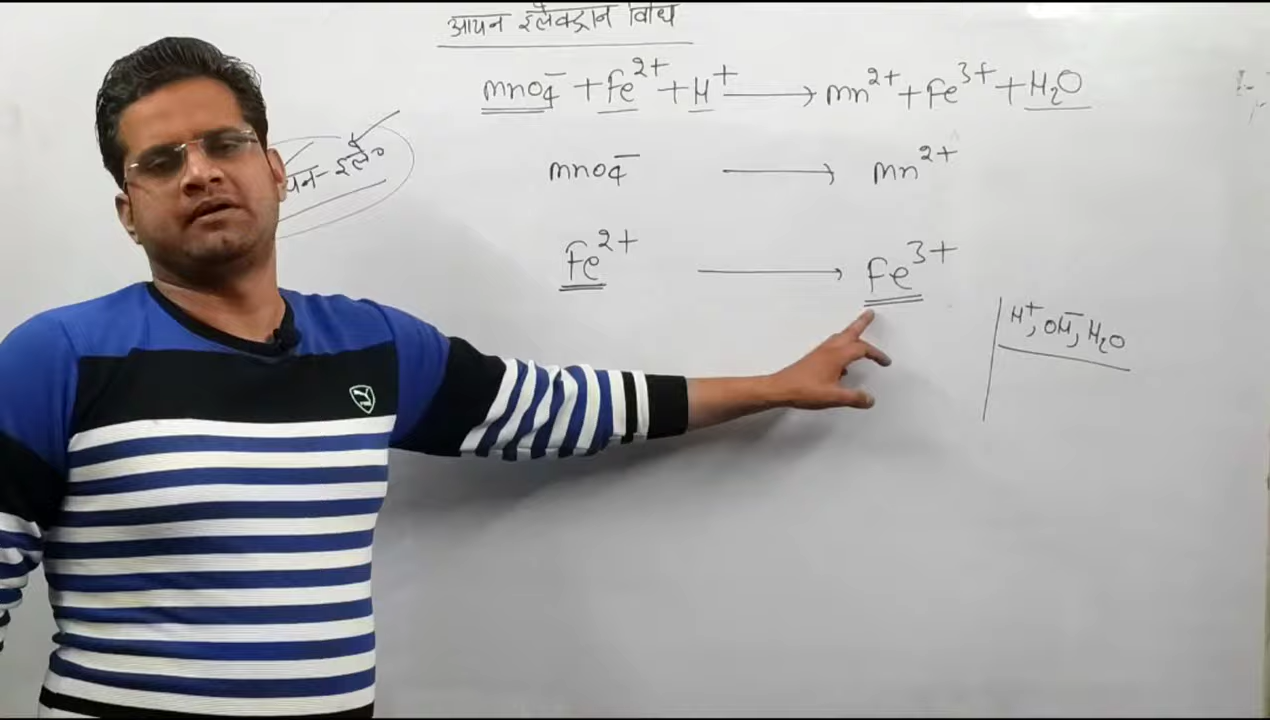 आयन इलैक्ट्रान विधि
mno₄⁻ + Fe²⁺ + H⁺ → mn²⁺ + Fe³⁺ + H₂O
यन-इलै०
mno₄⁻ → mn²⁺
Fe²⁺ → Fe³⁺
H⁺, OH⁻, H₂O